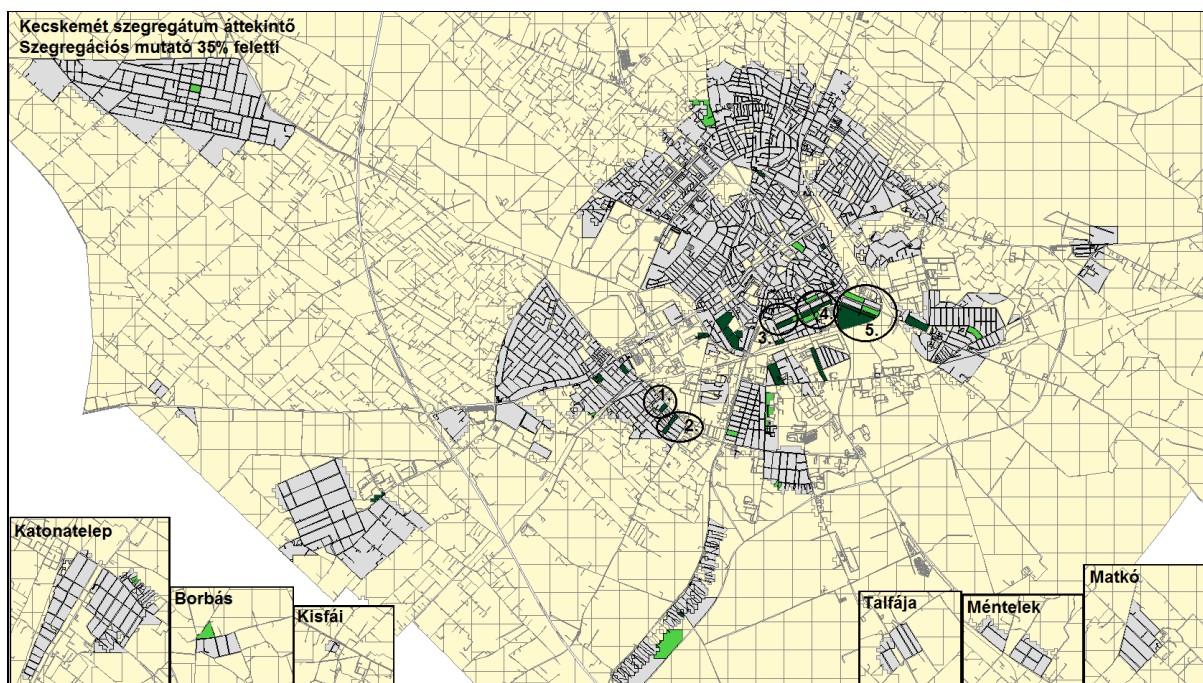 Kecskemét szegregátum áttekintő
Szegregációs mutató 35% feletti
4.
5.
3.
1.
2.
Katonatelep
Borbás
Kisfái
Talfája
Méntelek
Matkó